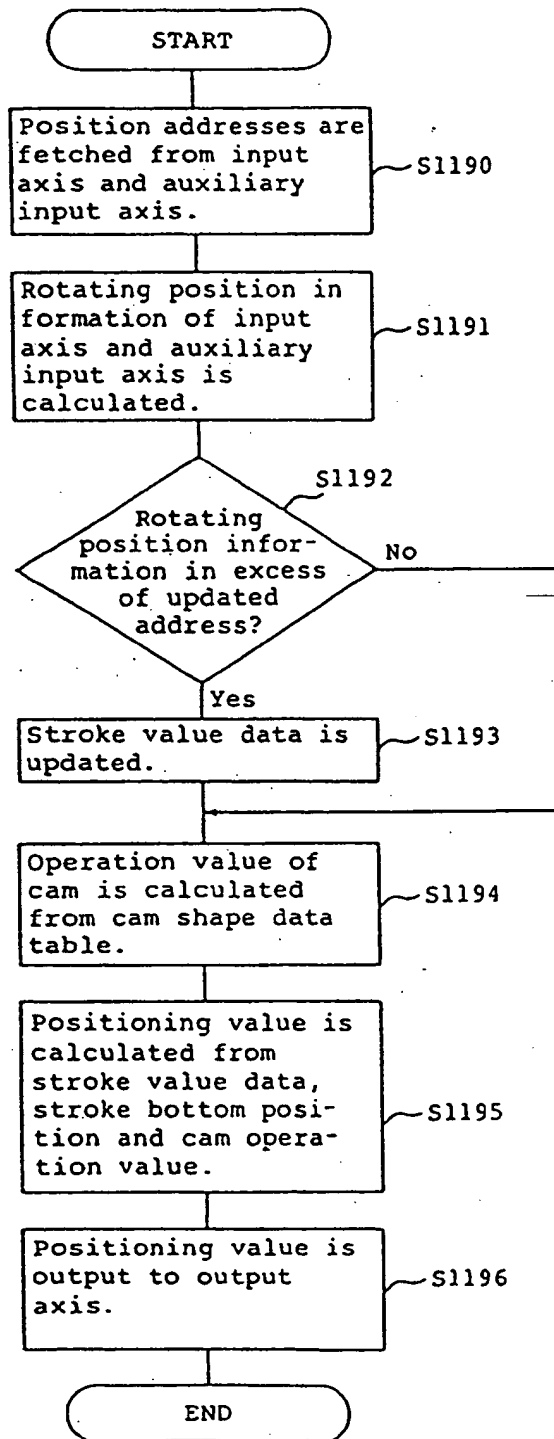 START
Position addresses are
fetched from input
axis and auxiliary
input axis.
S1190
Rotating position in
formation of input
axis and auxiliary
input axis is
calculated.
S1191
S1192
Rotating
position infor-
mation in excess
of updated
address?
No
Yes
Stroke value data is
updated.
S1193
Operation value of
cam is calculated
from cam shape data
table.
S1194
Positioning value is
calculated from
stroke value data,
stroke bottom posi-
tion and cam opera-
tion value.
S1195
Positioning value is
output to output
axis.
S1196
END